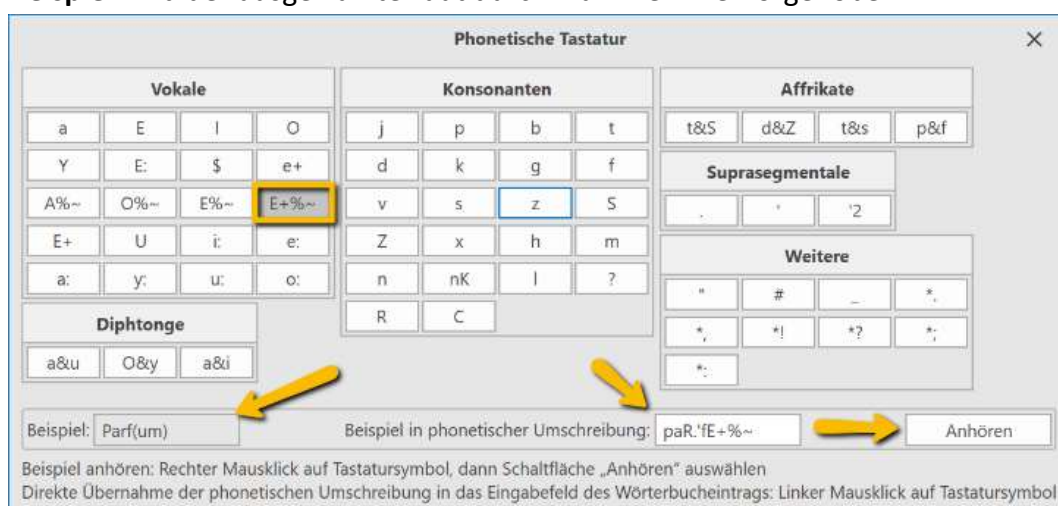 Phonetische Tastatur
Vokale
a E I O
Y E: $ e+
A%~ O%~ E%~ E+%~
E+ U i: e:
a: y: u: o:
Diphtonge
a&u O&y a&i
Konsonanten
j p b t
d k g f
v s z S
Z x h m
n nK l ?
R C
Affrikate
t&S d&Z t&s p&f
Suprasegmentale
. ' '2
Weitere
" # _ *.
*, *! *? *;
*:
Beispiel: Parf(um) Beispiel in phonetischer Umschreibung: paR.'fE+%~ Anhören
Beispiel anhören: Rechter Mausklick auf Tastatursymbol, dann Schaltfläche „Anhören" auswählen
Direkte Übernahme der phonetischen Umschreibung in das Eingabefeld des Wörterbucheintrags: Linker Mausklick auf Tastatursymbol